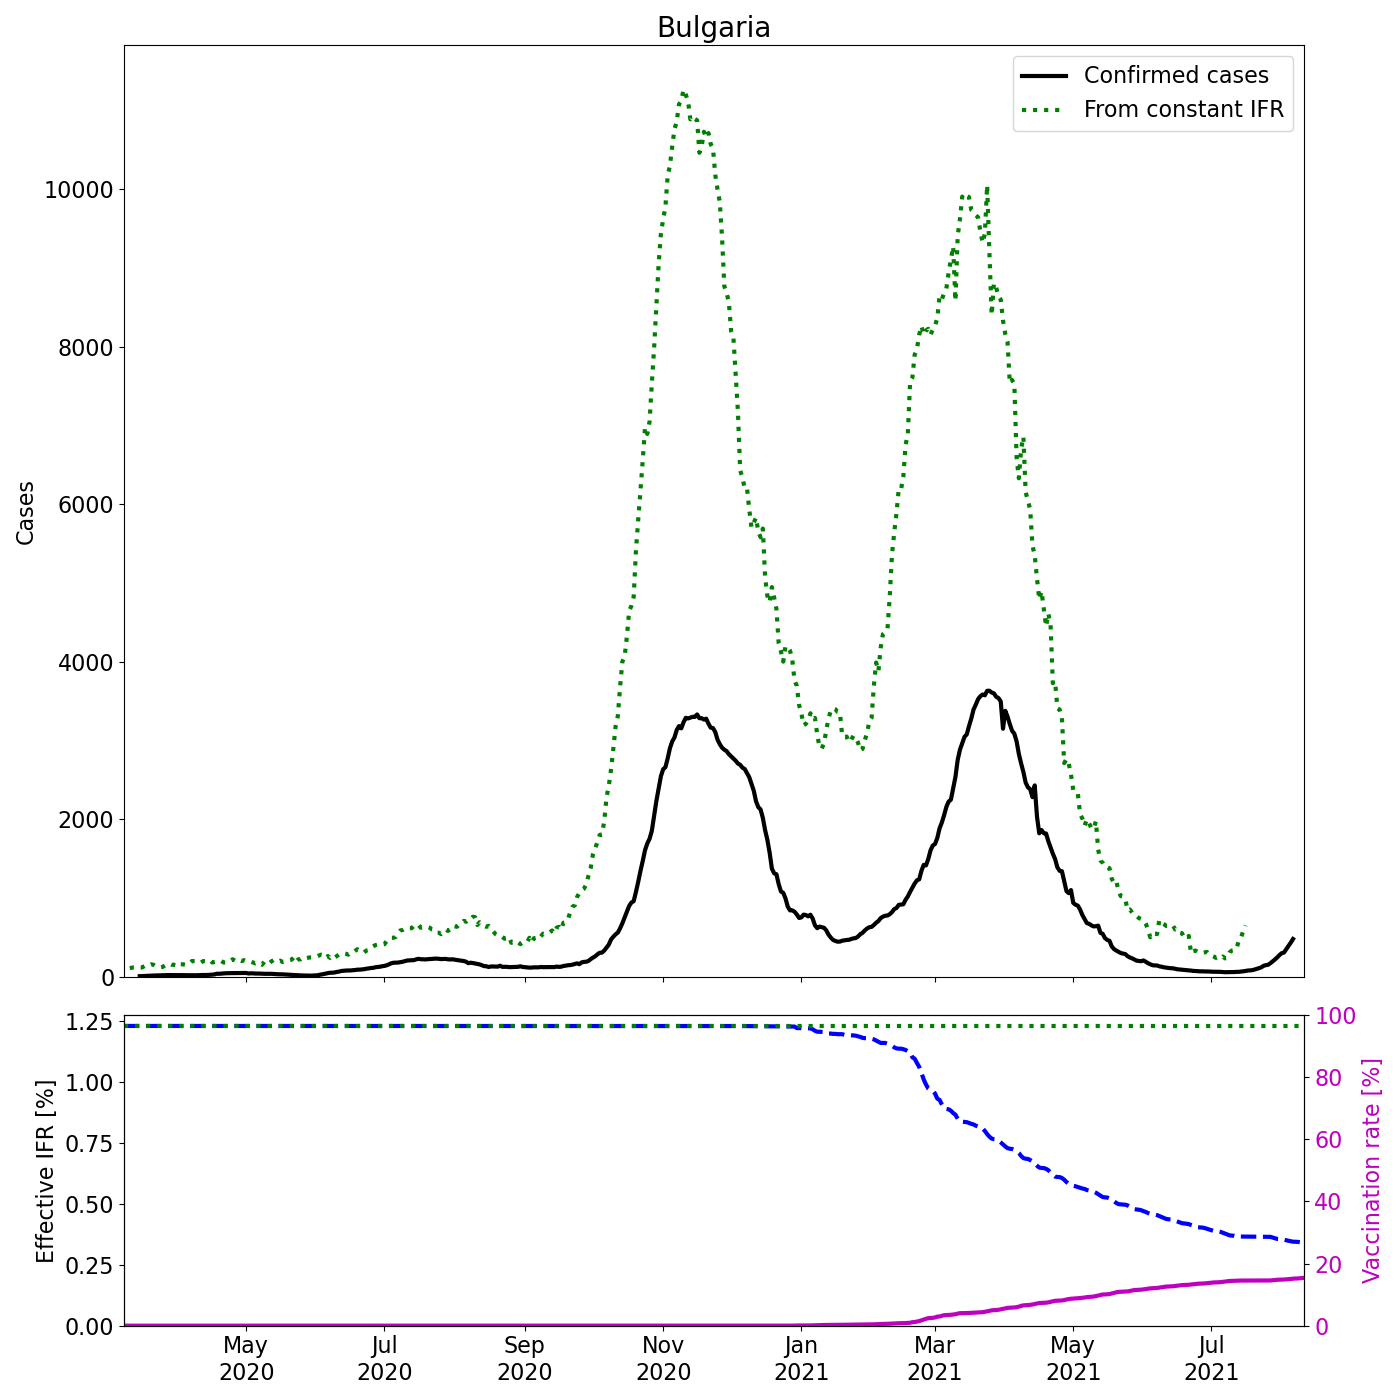 Bulgaria
Confirmed cases
From constant IFR
10000
8000
6000
4000
2000
0
Cases
1.25
1.00
0.75
0.50
0.25
0.00
Effective IFR [%]
100
80
60
40
20
0
Vaccination rate [%]
May
2020
Jul
2020
Sep
2020
Nov
2020
Jan
2021
Mar
2021
May
2021
Jul
2021